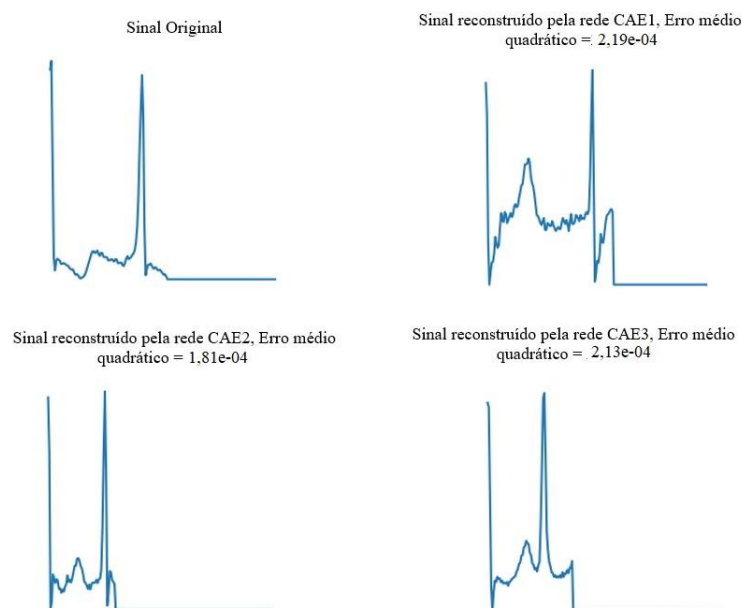 Sinal Original
Sinal reconstruído pela rede CAE1, Erro médio
quadrático = 2,19e-04
Sinal reconstruído pela rede CAE2, Erro médio
quadrático = 1,81e-04
Sinal reconstruído pela rede CAE3, Erro médio
quadrático = 2,13e-04